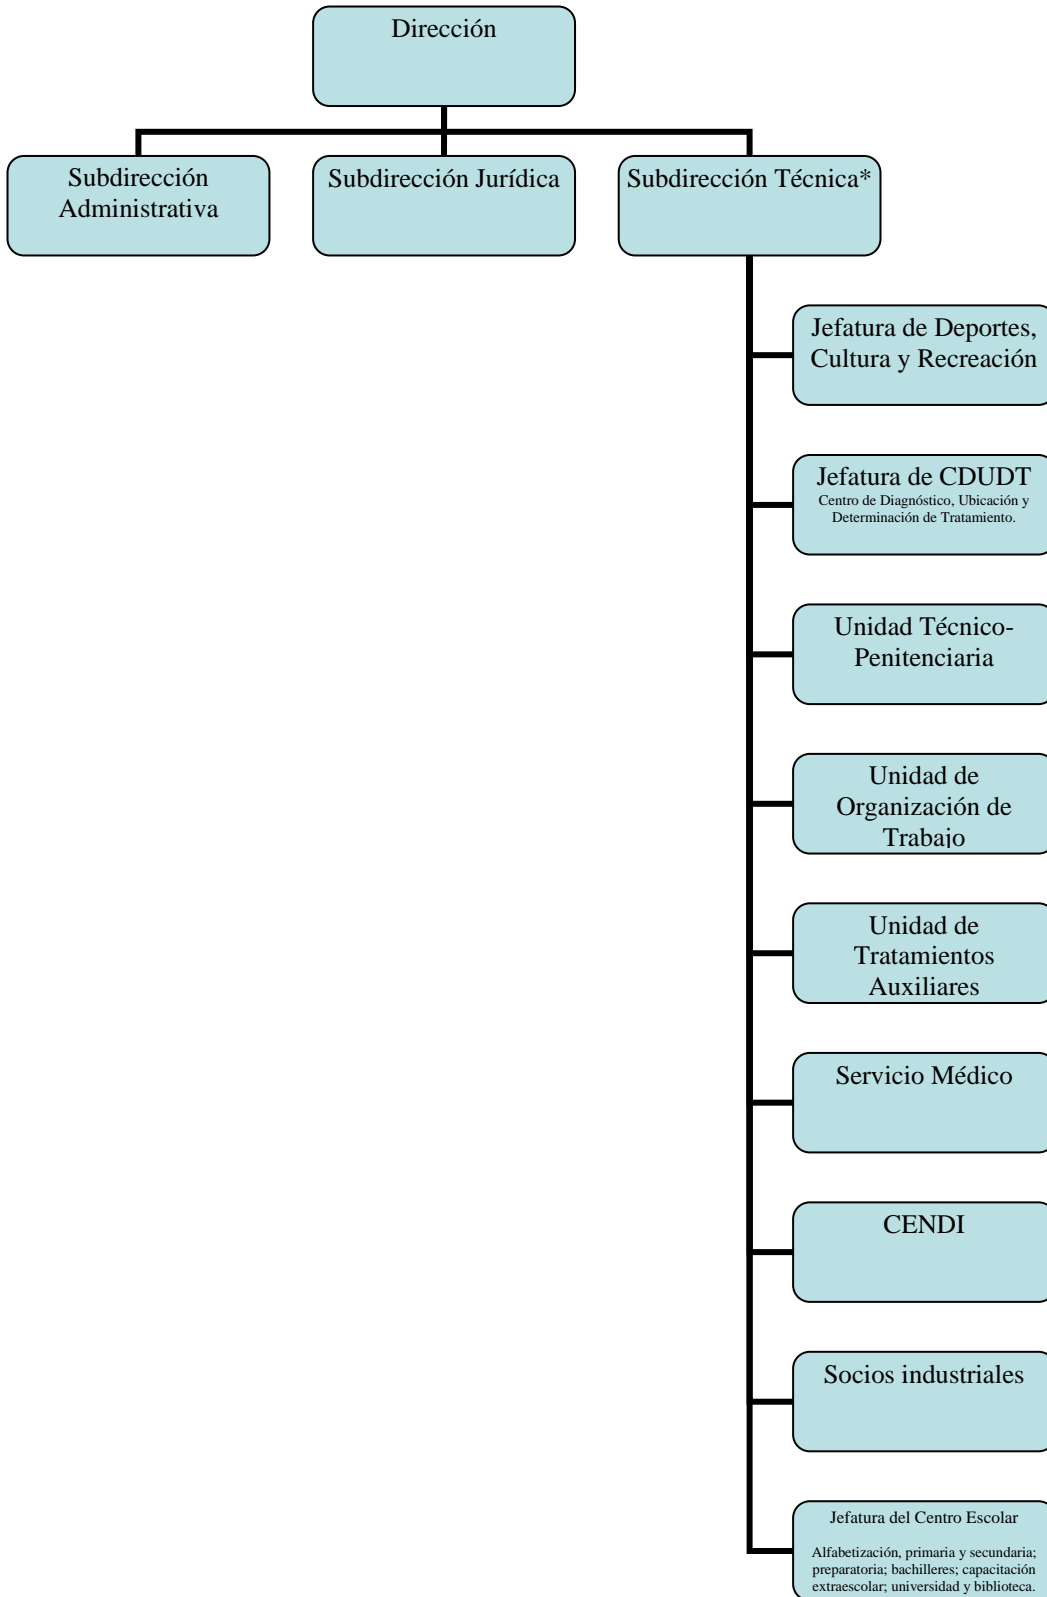 Dirección
Subdirección
Administrativa
Subdirección Jurídica
Subdirección Técnica*
Jefatura de Deportes,
Cultura y Recreación
Jefatura de CDUDT
Centro de Diagnóstico, Ubicación y
Determinación de Tratamiento.
Unidad Técnico-
Penitenciaria
Unidad de
Organización de
Trabajo
Unidad de
Tratamientos
Auxiliares
Servicio Médico
CENDI
Socios industriales
Jefatura del Centro Escolar
Alfabetización, primaria y secundaria;
preparatoria; bachilleres; capacitación
extraescolar; universidad y biblioteca.